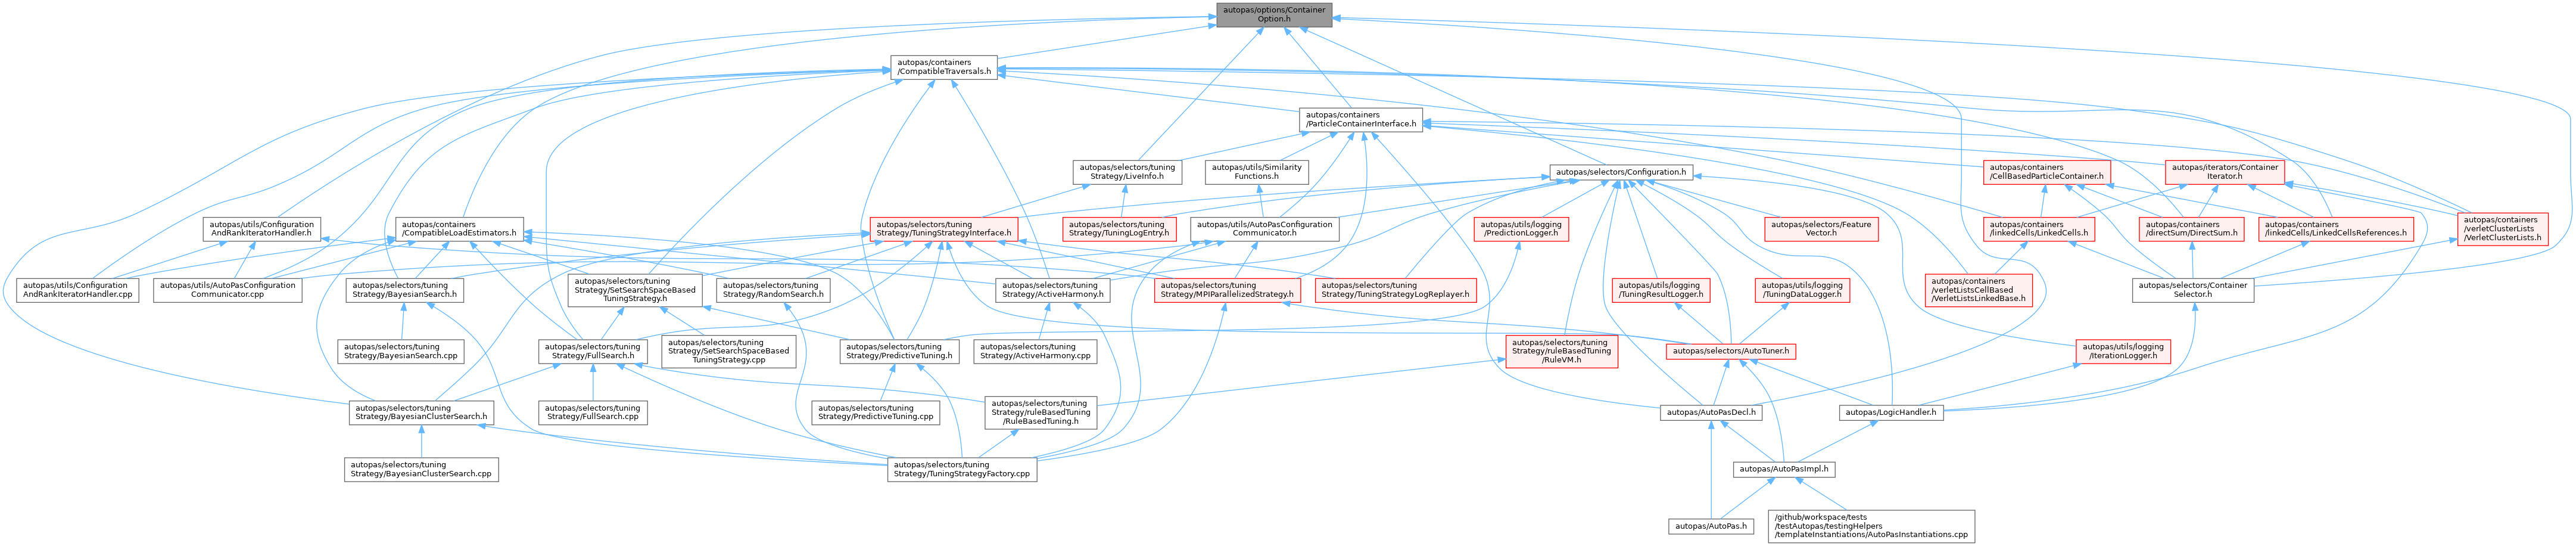 autopas/options/Container
Option.h
autopas/containers
/CompatibleTraversals.h
autopas/containers
/ParticleContainerInterface.h
autopas/selectors/tuning
Strategy/LiveInfo.h
autopas/utils/Similarity
Functions.h
autopas/selectors/Configuration.h
autopas/containers
/CellBasedParticleContainer.h
autopas/iterators/Container
Iterator.h
autopas/utils/Configuration
AndRankIteratorHandler.h
autopas/containers
/CompatibleLoadEstimators.h
autopas/selectors/tuning
Strategy/TuningStrategyInterface.h
autopas/selectors/tuning
Strategy/TuningLogEntry.h
autopas/utils/AutoPasConfiguration
Communicator.h
autopas/utils/logging
/PredictionLogger.h
autopas/selectors/Feature
Vector.h
autopas/containers
/linkedCells/LinkedCells.h
autopas/containers
/directSum/DirectSum.h
autopas/containers
/linkedCells/LinkedCellsReferences.h
autopas/containers
/VerletClusterLists
/VerletClusterLists.h
autopas/utils/Configuration
AndRankIteratorHandler.cpp
autopas/utils/AutoPasConfiguration
Communicator.cpp
autopas/selectors/tuning
Strategy/BayesianSearch.h
autopas/selectors/tuning
Strategy/SetSearchSpaceBased
TuningStrategy.h
autopas/selectors/tuning
Strategy/RandomSearch.h
autopas/selectors/tuning
Strategy/ActiveHarmony.h
autopas/selectors/tuning
Strategy/MPIParallelizedStrategy.h
autopas/selectors/tuning
Strategy/TuningStrategyLogReplayer.h
autopas/utils/logging
/TuningResultLogger.h
autopas/utils/logging
/TuningDataLogger.h
autopas/containers
/verletListsCellBased
/VerletListsLinkedBase.h
autopas/selectors/Container
Selector.h
autopas/selectors/tuning
Strategy/BayesianSearch.cpp
autopas/selectors/tuning
Strategy/FullSearch.h
autopas/selectors/tuning
Strategy/SetSearchSpaceBased
TuningStrategy.cpp
autopas/selectors/tuning
Strategy/PredictiveTuning.h
autopas/selectors/tuning
Strategy/ActiveHarmony.cpp
autopas/selectors/tuning
Strategy/ruleBasedTuning
/RuleVM.h
autopas/selectors/AutoTuner.h
autopas/utils/logging
/IterationLogger.h
autopas/selectors/tuning
Strategy/BayesianClusterSearch.h
autopas/selectors/tuning
Strategy/FullSearch.cpp
autopas/selectors/tuning
Strategy/PredictiveTuning.cpp
autopas/selectors/tuning
Strategy/ruleBasedTuning
/RuleBasedTuning.h
autopas/AutoPasDecl.h
autopas/LogicHandler.h
autopas/selectors/tuning
Strategy/BayesianClusterSearch.cpp
autopas/selectors/tuning
Strategy/TuningStrategyFactory.cpp
autopas/AutoPasImpl.h
autopas/AutoPas.h
/github/workspace/tests
/testAutopas/testingHelpers
/templateInstantiations/AutoPasInstantiations.cpp